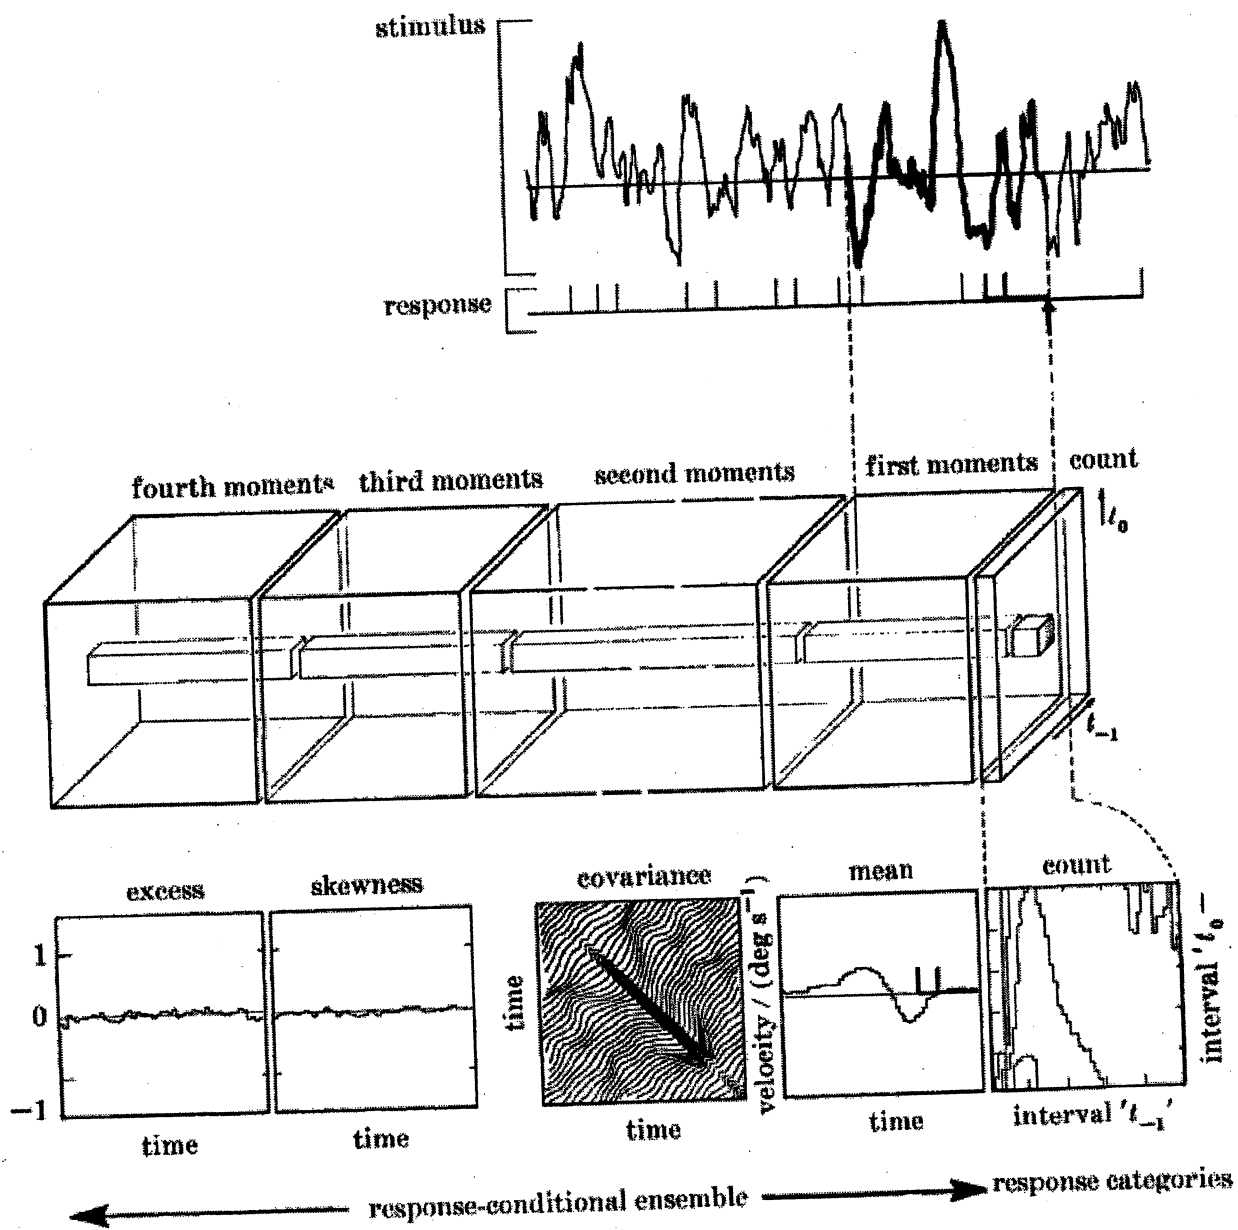 stimulus
response
fourth moments third moments second moments first moments count
t₀
t₋₁
excess skewness covariance mean count
1
0
−1
time
velocity / (deg s⁻¹)
interval 't₀ —
time time time time interval 't₋₁'
response-conditional ensemble response categories